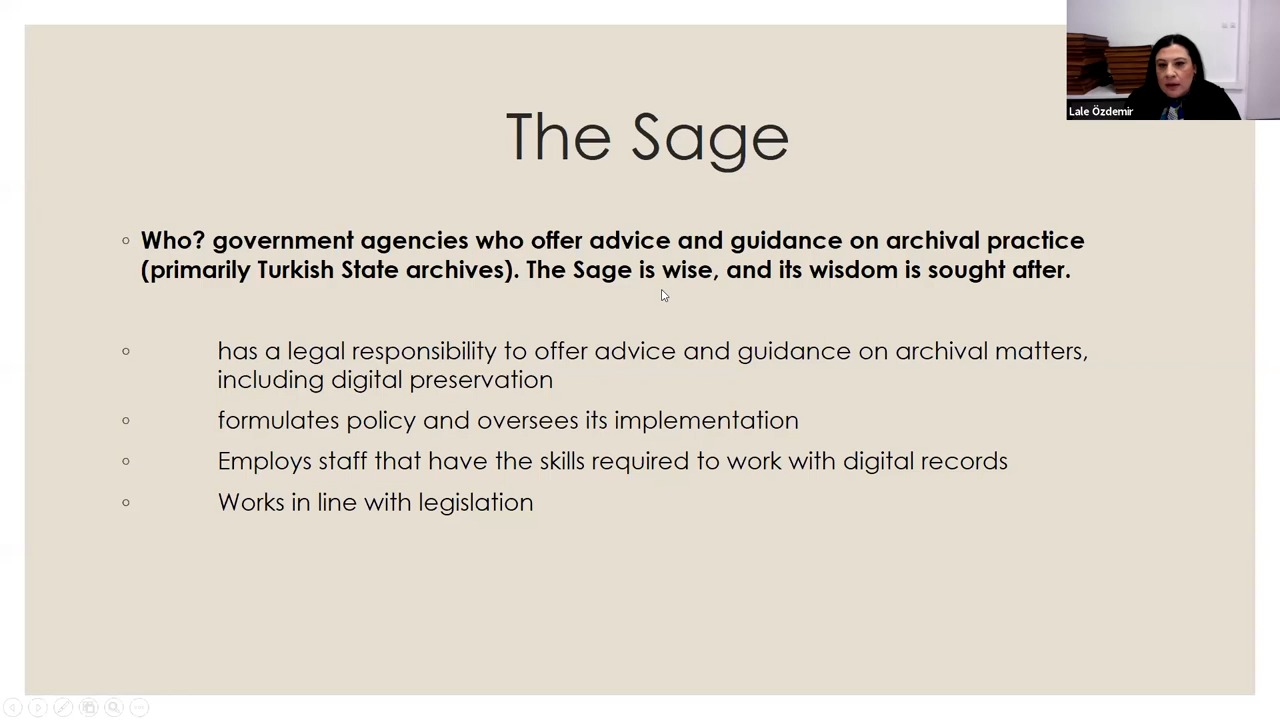 Lale Özdemir
The Sage
Who? government agencies who offer advice and guidance on archival practice
(primarily Turkish State archives). The Sage is wise, and its wisdom is sought after.
has a legal responsibility to offer advice and guidance on archival matters,
including digital preservation
formulates policy and oversees its implementation
Employs staff that have the skills required to work with digital records
Works in line with legislation